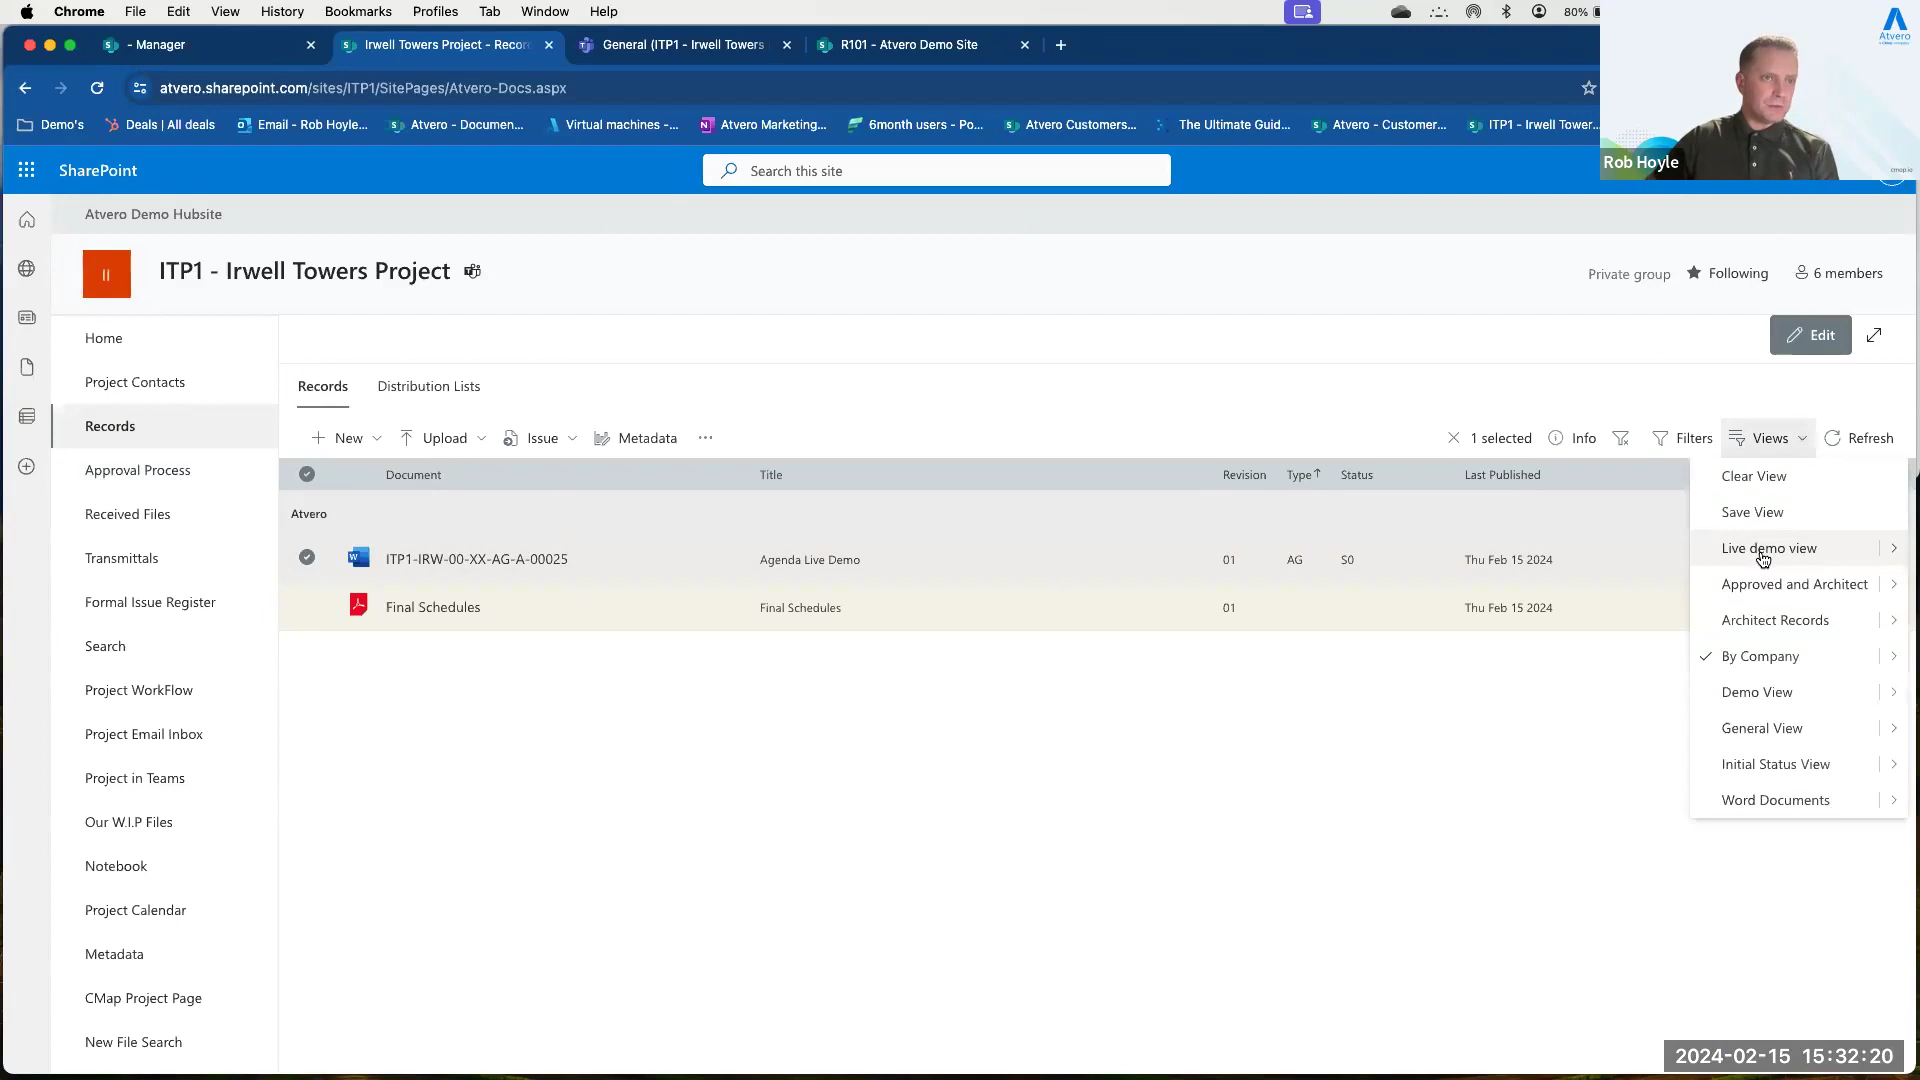 Chrome File Edit View History Bookmarks Profiles Tab Window Help 80%
Atvero
- Manager Irwell Towers Project - Recor General (ITP1 - Irwell Towers R101 - Atvero Demo Site
atvero.sharepoint.com/sites/ITP1/SitePages/Atvero-Docs.aspx
Demo's Deals | All deals Email - Rob Hoyle... Atvero - Documen... Virtual machines -... Atvero Marketing... 6month users - Po... Atvero Customers... The Ultimate Guid... Atvero - Customer... ITP1 - Irwell Tower...
Rob Hoyle
cmap.io
SharePoint Search this site
Atvero Demo Hubsite
II ITP1 - Irwell Towers Project Private group Following 6 members
Edit
Home
Project Contacts
Records
Approval Process
Received Files
Transmittals
Formal Issue Register
Search
Project WorkFlow
Project Email Inbox
Project in Teams
Our W.I.P Files
Notebook
Project Calendar
Metadata
CMap Project Page
New File Search
Records Distribution Lists
New Upload Issue Metadata ... 1 selected Info Filters Views Refresh
Document Title Revision Type Status Last Published
Atvero
ITP1-IRW-00-XX-AG-A-00025 Agenda Live Demo 01 AG S0 Thu Feb 15 2024
Final Schedules Final Schedules 01 Thu Feb 15 2024
Clear View
Save View
Live demo view
Approved and Architect
Architect Records
By Company
Demo View
General View
Initial Status View
Word Documents
2024-02-15 15:32:20